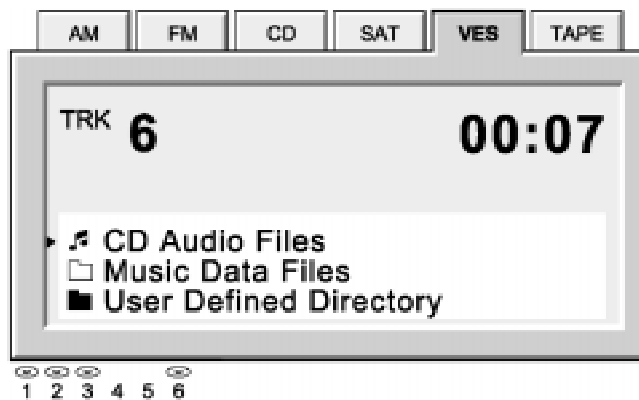 AM FM CD SAT VES TAPE
TRK 6 00:07
CD Audio Files
Music Data Files
User Defined Directory
1 2 3 4 5 6